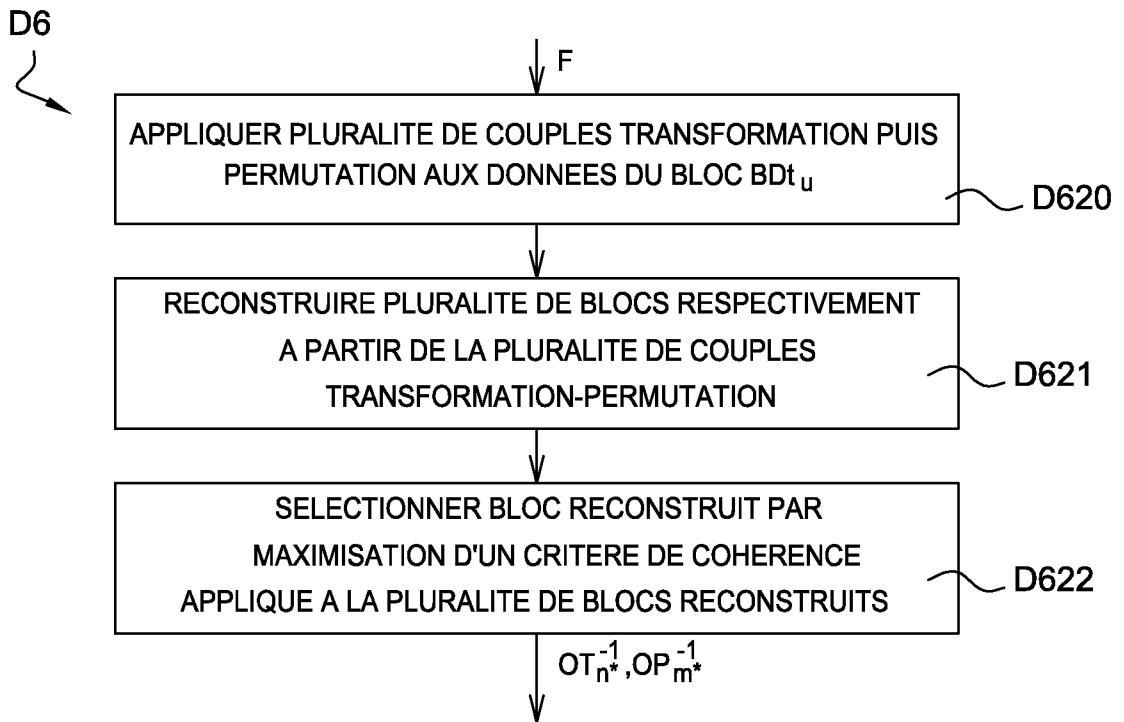 D6
F
APPLIQUER PLURALITE DE COUPLES TRANSFORMATION PUIS
PERMUTATION AUX DONNEES DU BLOC BDt u
D620
RECONSTRUIRE PLURALITE DE BLOCS RESPECTIVEMENT
A PARTIR DE LA PLURALITE DE COUPLES
TRANSFORMATION-PERMUTATION
D621
SELECTIONNER BLOC RECONSTRUIT PAR
MAXIMISATION D'UN CRITERE DE COHERENCE
APPLIQUE A LA PLURALITE DE BLOCS RECONSTRUITS
D622
OT n* -1 , OP m* -1